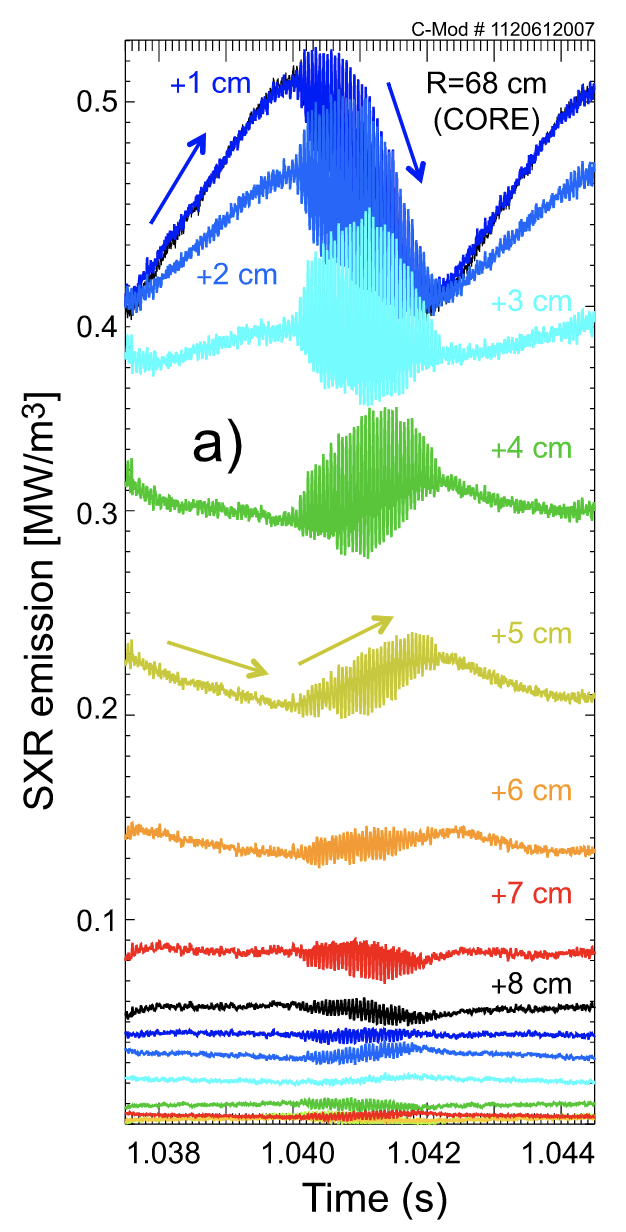 C-Mod # 1120612007
+1 cm
R=68 cm
(CORE)
0.5
+2 cm
+3 cm
0.4
a)
+4 cm
0.3
+5 cm
0.2
+6 cm
+7 cm
0.1
+8 cm
SXR emission [MW/m³]
1.038
1.040
1.042
1.044
Time (s)